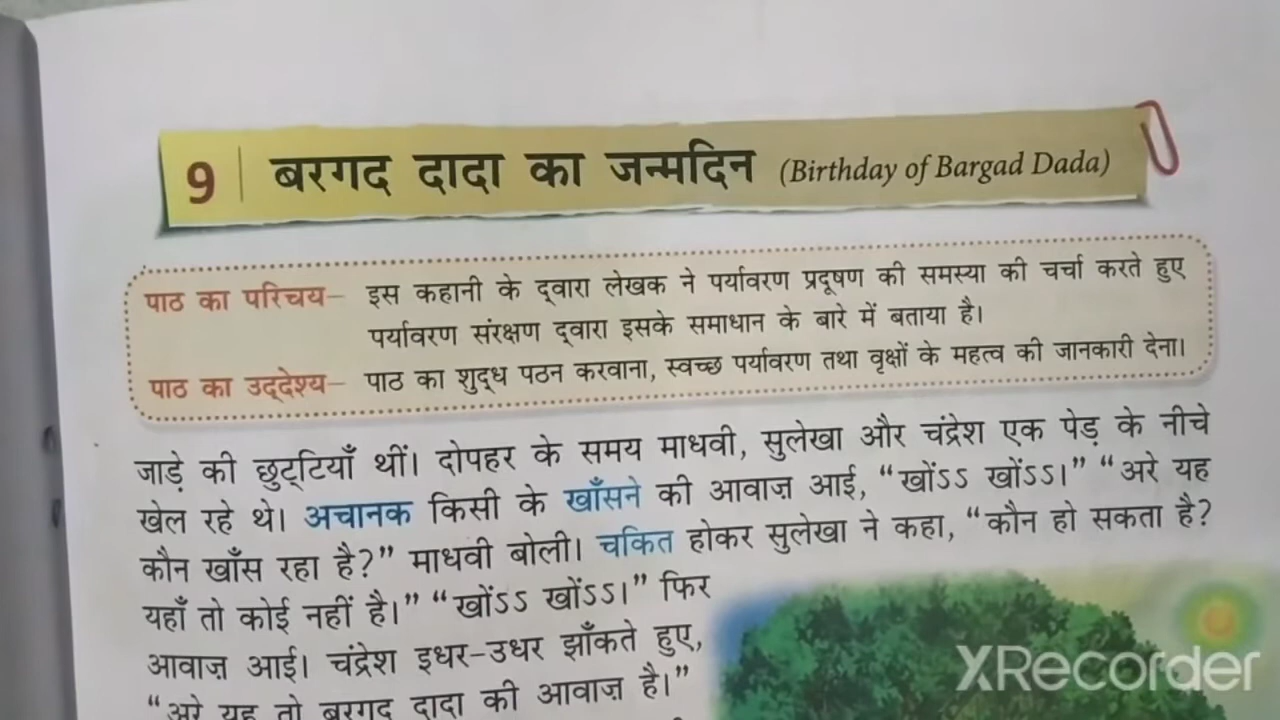 9 बरगद दादा का जन्मदिन (Birthday of Bargad Dada)
पाठ का परिचय– इस कहानी के द्‌वारा लेखक ने पर्यावरण प्रदूषण की समस्या की चर्चा करते हुए
पर्यावरण संरक्षण द्‌वारा इसके समाधान के बारे में बताया है।
पाठ का उद्‌देश्य– पाठ का शुद्‌ध पठन करवाना, स्वच्छ पर्यावरण तथा वृक्षों के महत्व की जानकारी देना।
जाड़े की छुट्‌टियाँ थीं। दोपहर के समय माधवी, सुलेखा और चंद्रेश एक पेड़ के नीचे
खेल रहे थे। अचानक किसी के खाँसने की आवाज़ आई, “खोंऽऽ खोंऽऽ।” “अरे यह
कौन खाँस रहा है?” माधवी बोली। चकित होकर सुलेखा ने कहा, “कौन हो सकता है?
यहाँ तो कोई नहीं है।” “खोंऽऽ खोंऽऽ।” फिर
आवाज़ आई। चंद्रेश इधर-उधर झाँकते हुए,
“अरे यह तो बरगद दादा की आवाज़ है।”
XRecorder